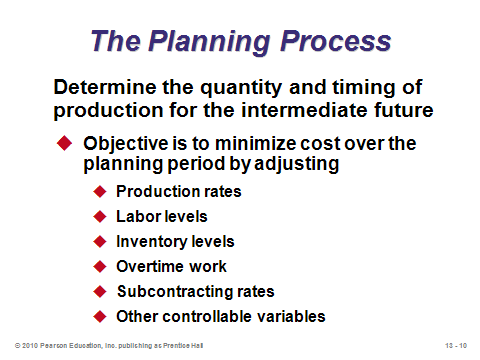 The Planning Process
Determine the quantity and timing of
production for the intermediate future
Objective is to minimize cost over the
planning period by adjusting
Production rates
Labor levels
Inventory levels
Overtime work
Subcontracting rates
Other controllable variables
© 2010 Pearson Education, Inc. publishing as Prentice Hall
13 - 10